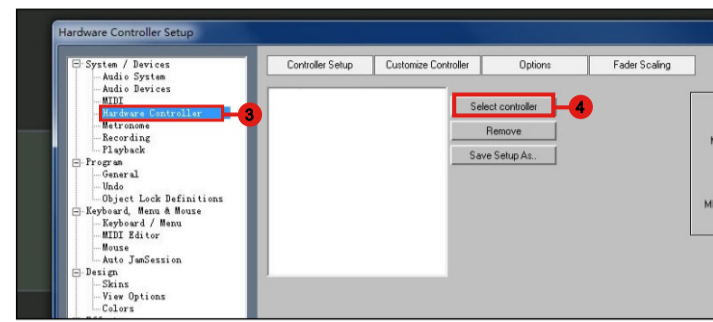 Hardware Controller Setup
System / Devices
Audio System
Audio Devices
MIDI
Hardware Controller
3
Metronome
Recording
Playback
Program
General
Undo
Object Lock Definitions
Keyboard, Menu & Mouse
Keyboard / Menu
MIDI Editor
Mouse
Auto JamSession
Design
Skins
View Options
Colors
Controller Setup
Customize Controller
Options
Fader Scaling
Select controller
4
Remove
Save Setup As..